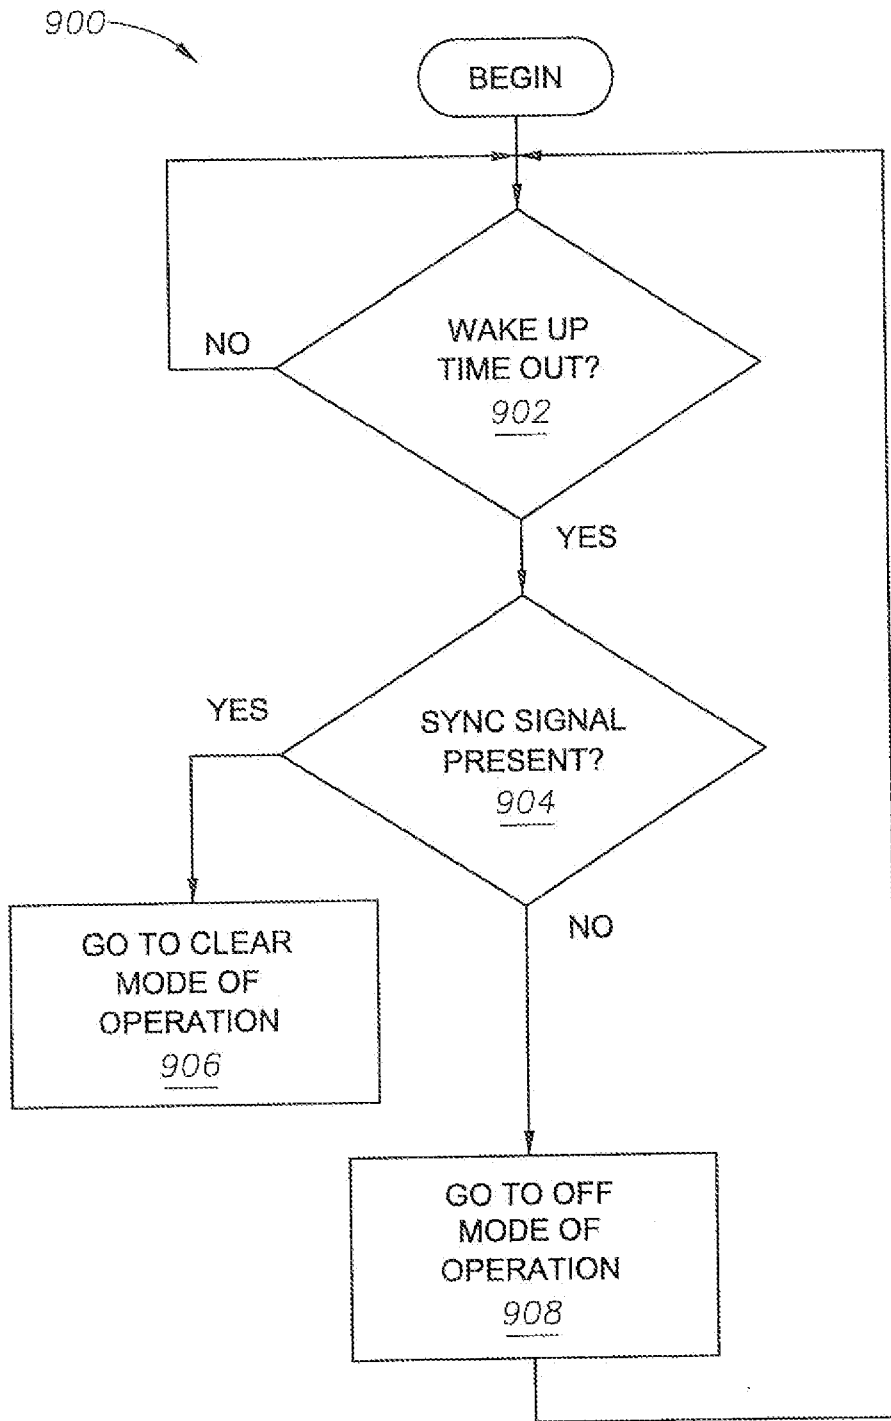 900
BEGIN
WAKE UP
TIME OUT?
902
NO
YES
SYNC SIGNAL
PRESENT?
904
YES
NO
GO TO CLEAR
MODE OF
OPERATION
906
GO TO OFF
MODE OF
OPERATION
908